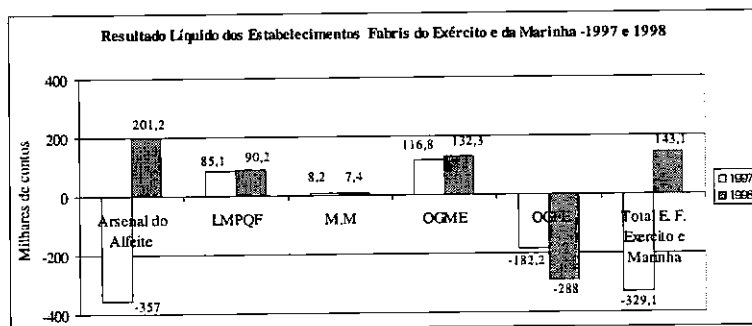 Resultado Líquido dos Estabelecimentos Fabris do Exército e da Marinha -1997 e 1998
Milhares de contos
400
200
0
-200
-400
201,2
-357
Arsenal do
Alfeite
85,1
90,2
LMPQF
8,2
7,4
M.M
116,8
132,3
OGME
-182,2
-288
143,1
-329,1
Total E. F.
Exercito e
Marinha
1997
1998